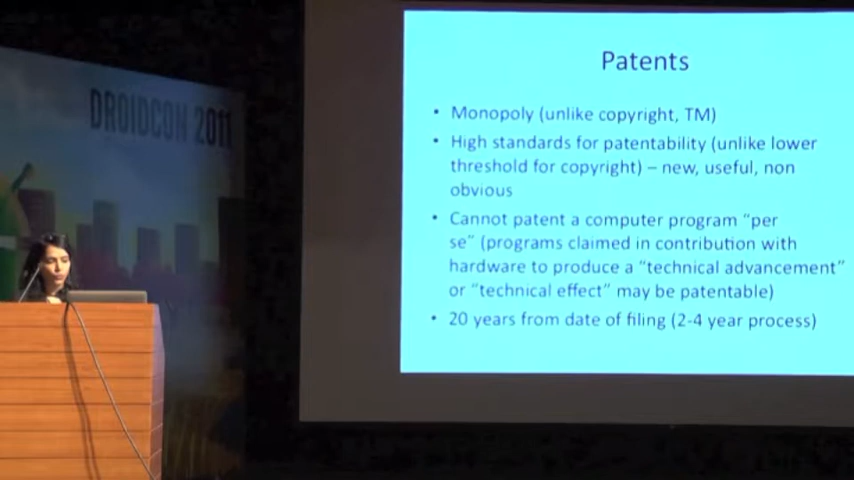 DROIDCON 2011
Patents
• Monopoly (unlike copyright, TM)
• High standards for patentability (unlike lower
threshold for copyright) – new, useful, non
obvious
• Cannot patent a computer program “per
se” (programs claimed in contribution with
hardware to produce a “technical advancement”
or “technical effect” may be patentable)
• 20 years from date of filing (2-4 year process)